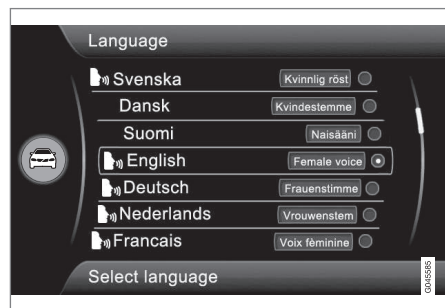 Language
Svenska Kvinnlig röst
Dansk Kvindestemme
Suomi Naisääni
English Female voice
Deutsch Frauenstimme
Nederlands Vrouwenstem
Francais Voix fèminine
Select language
G045585